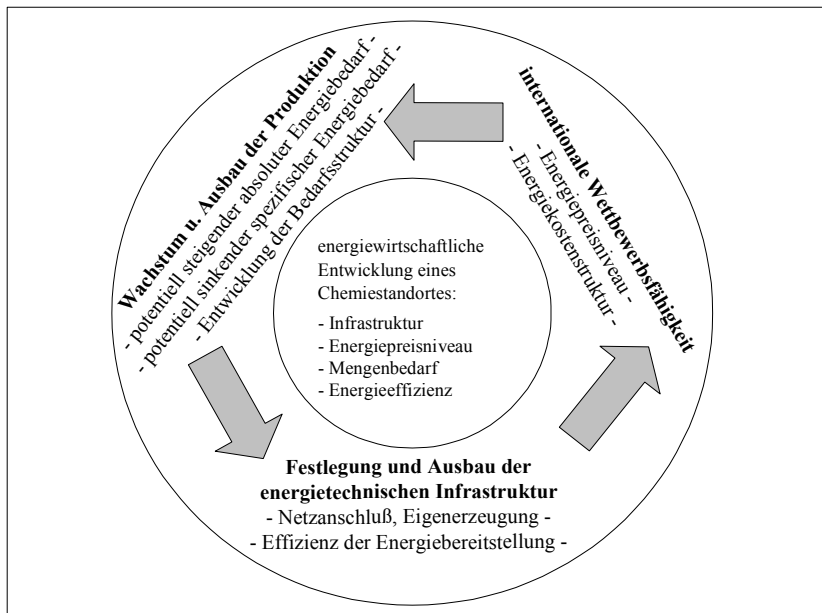 Wachstum u. Ausbau der Produktion
- potentiell steigender absoluter Energiebedarf -
- potentiell sinkender spezifischer Energiebedarf -
- Entwicklung der Bedarfsstruktur -
internationale Wettbewerbsfähigkeit
- Energiepreisniveau -
- Energiekostenstruktur -
energiewirtschaftliche
Entwicklung eines
Chemiestandortes:
- Infrastruktur
- Energiepreisniveau
- Mengenbedarf
- Energieeffizienz
Festlegung und Ausbau der
energietechnischen Infrastruktur
- Netzanschluß, Eigenerzeugung -
- Effizienz der Energiebereitstellung -